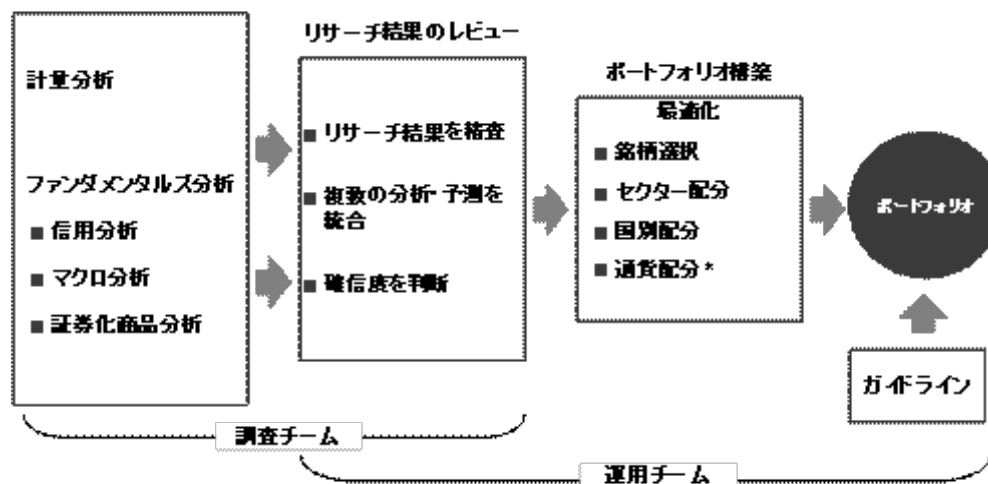 計量分析
ファンダメンタルズ分析
■ 信用分析
■ マクロ分析
■ 証券化商品分析
リサーチ結果のレビュー
■ リサーチ結果を精査
■ 複数の分析・予測を
統合
■ 確信度を判断
ポートフォリオ構築
最適化
■ 銘柄選択
■ セクター配分
■ 国別配分
■ 通貨配分*
ポートフォリオ
ガイドライン
調査チーム
運用チーム